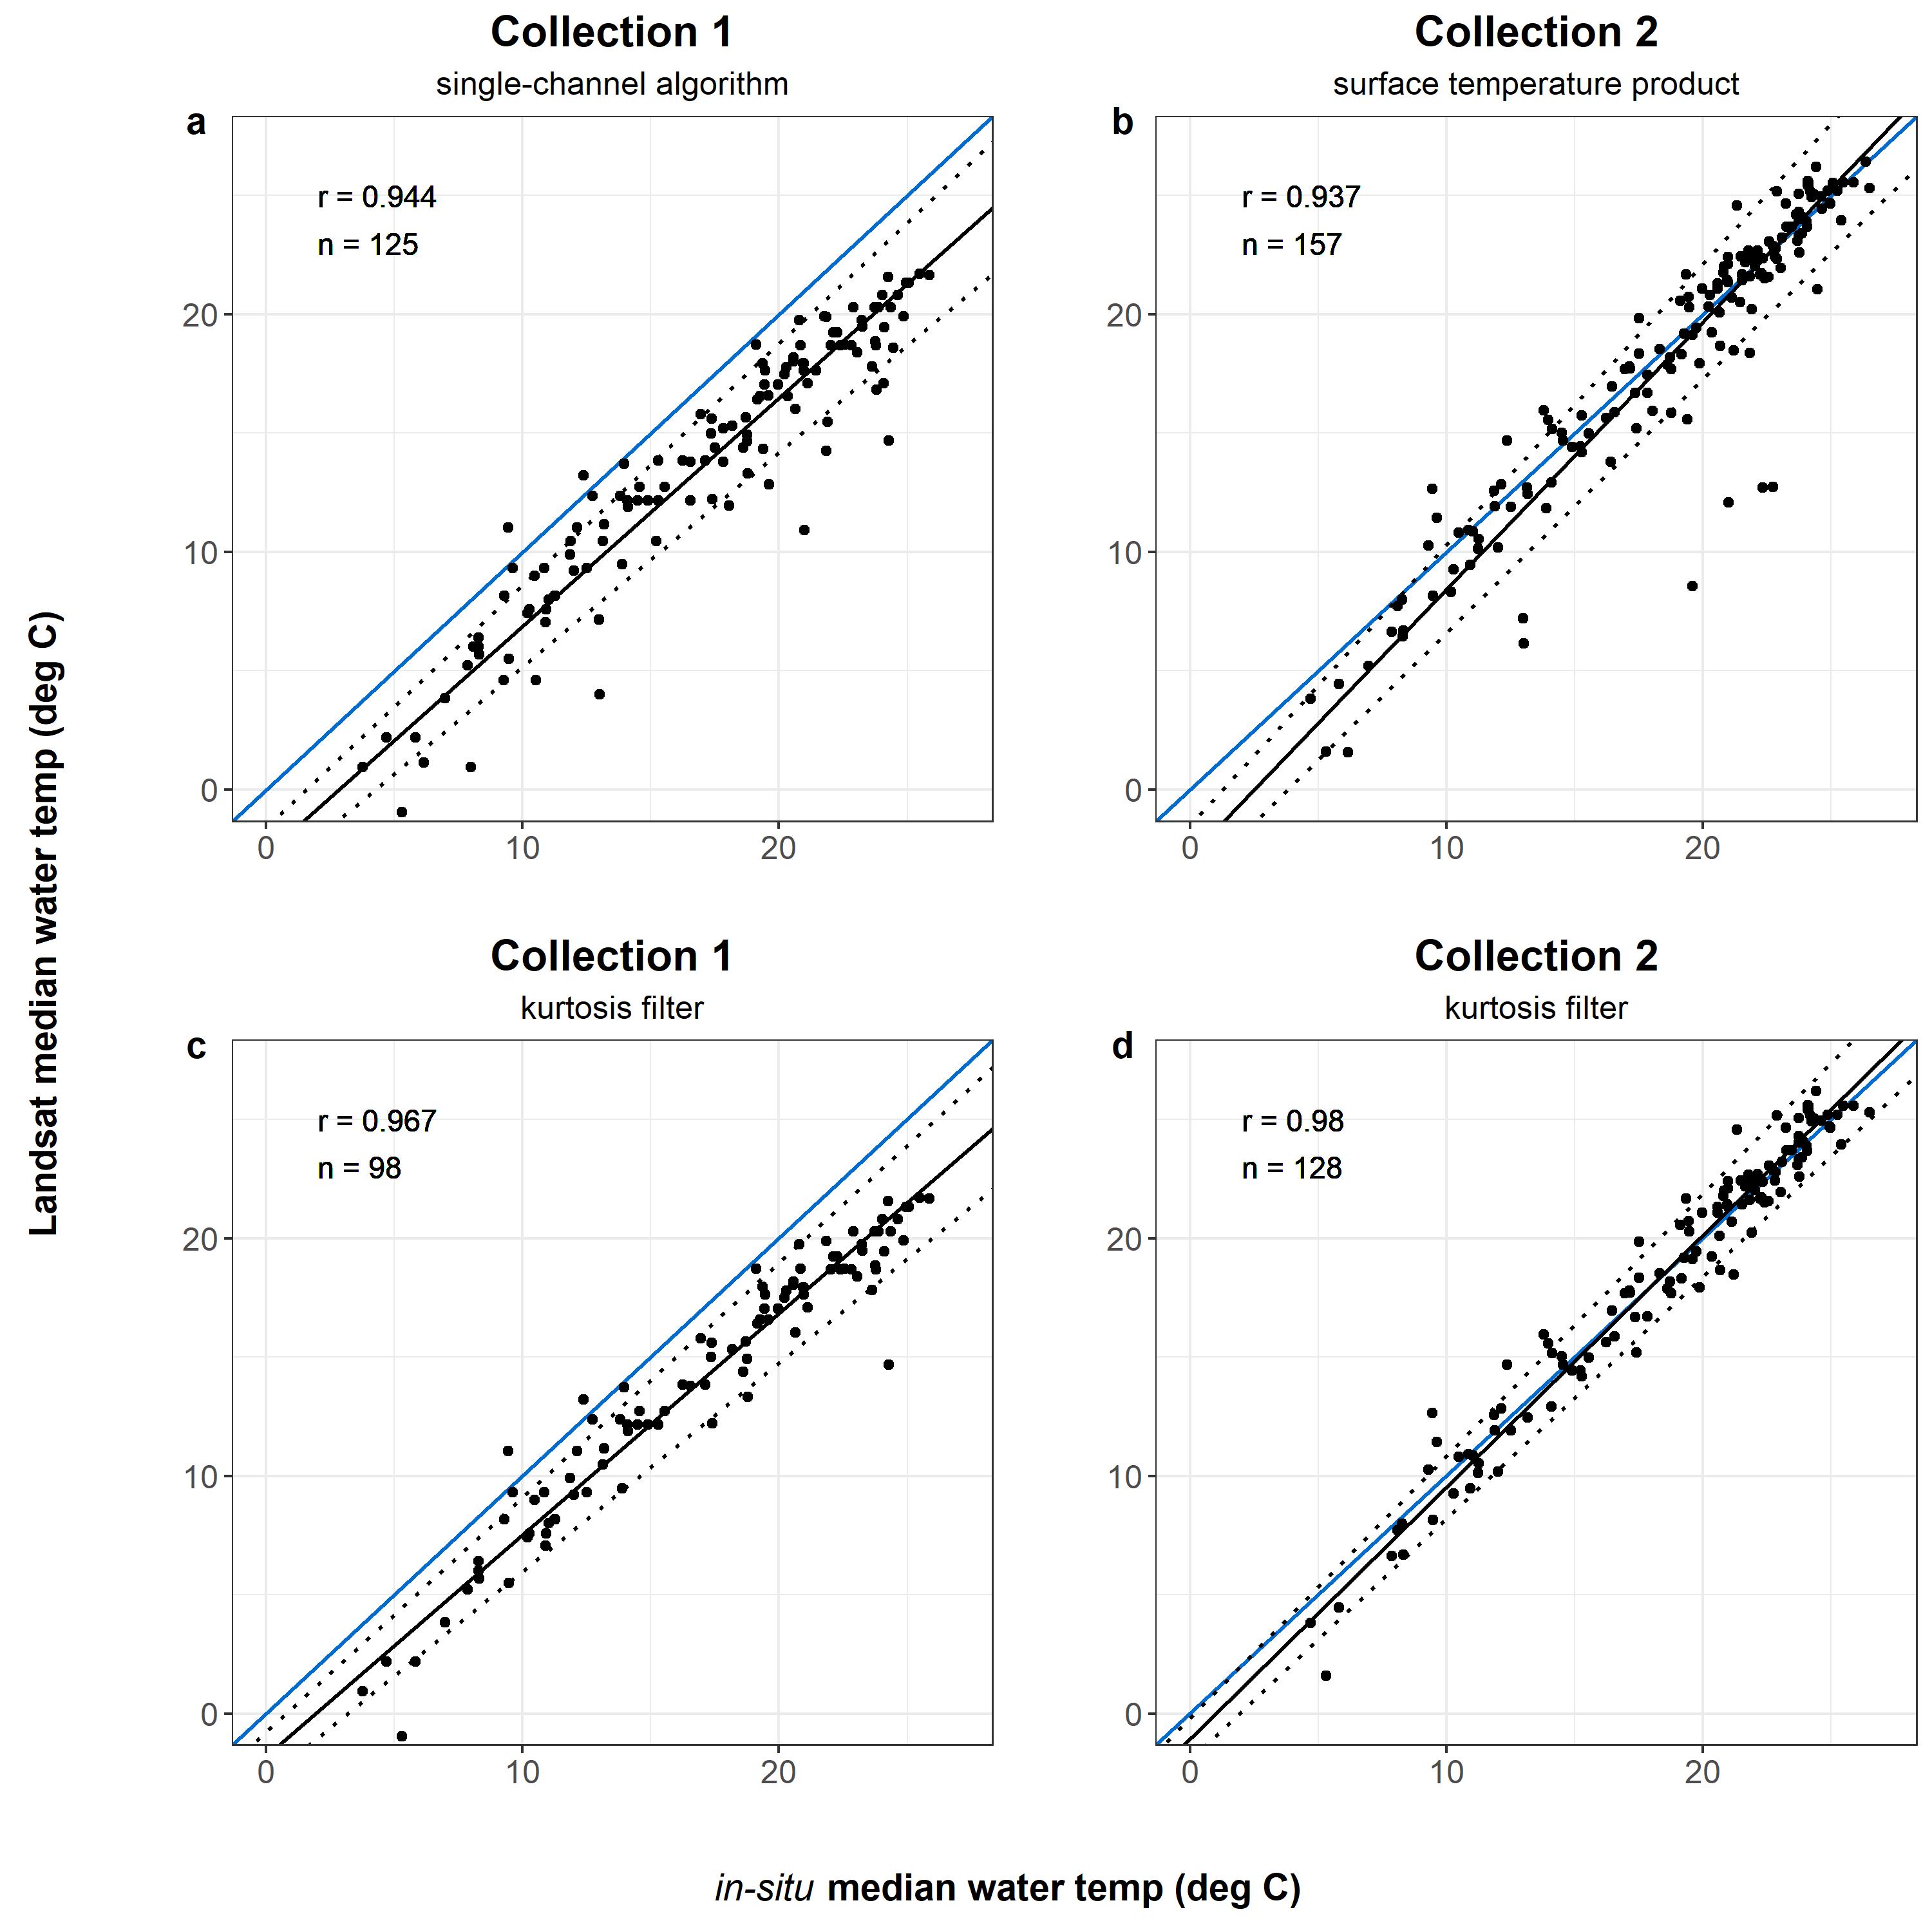 Collection 1
single-channel algorithm
a
r = 0.944
n = 125
20
10
0
0 10 20
Collection 2
surface temperature product
b
r = 0.937
n = 157
20
10
0
0 10 20
Landsat median water temp (deg C)
Collection 1
kurtosis filter
c
r = 0.967
n = 98
20
10
0
0 10 20
Collection 2
kurtosis filter
d
r = 0.98
n = 128
20
10
0
0 10 20
in-situ median water temp (deg C)